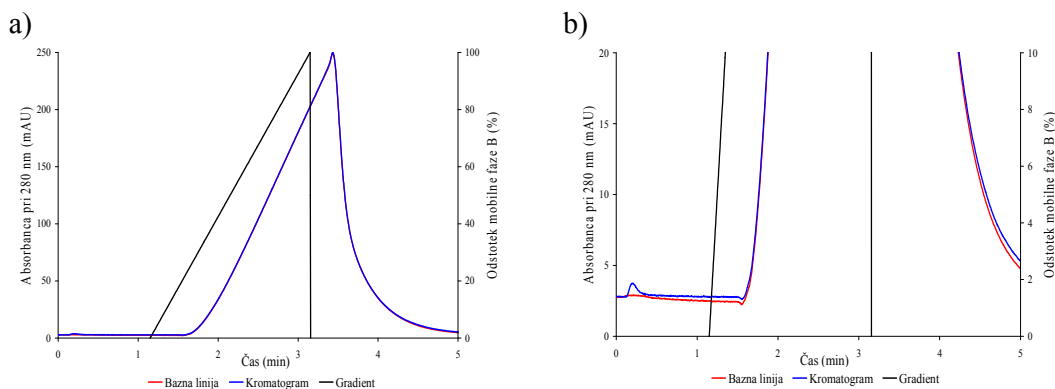 a)
Absorbanca pri 280 nm (mAU)
250
200
150
100
50
0
0 1 2 3 4 5
Čas (min)
100
80
60
40
20
0
Odstotek mobilne faze B (%)
Bazna linija Kromatogram Gradient
b)
Absorbanca pri 280 nm (mAU)
20
15
10
5
0
0 1 2 3 4 5
Čas (min)
10
8
6
4
2
0
Odstotek mobilne faze B (%)
Bazna linija Kromatogram Gradient